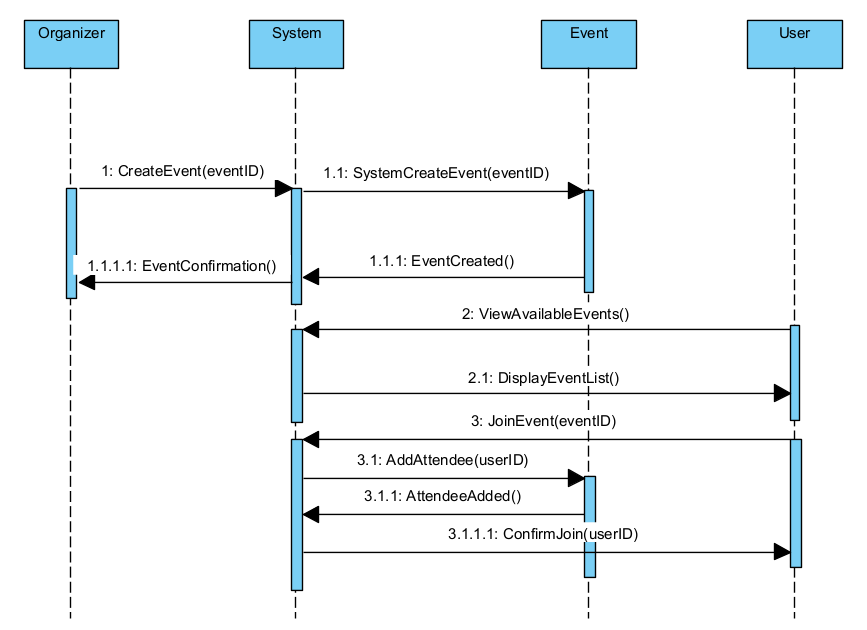 Organizer
System
Event
User
1: CreateEvent(eventID)
1.1: SystemCreateEvent(eventID)
1.1.1: EventCreated()
1.1.1.1: EventConfirmation()
2: ViewAvailableEvents()
2.1: DisplayEventList()
3: JoinEvent(eventID)
3.1: AddAttendee(userID)
3.1.1: AttendeeAdded()
3.1.1.1: ConfirmJoin(userID)